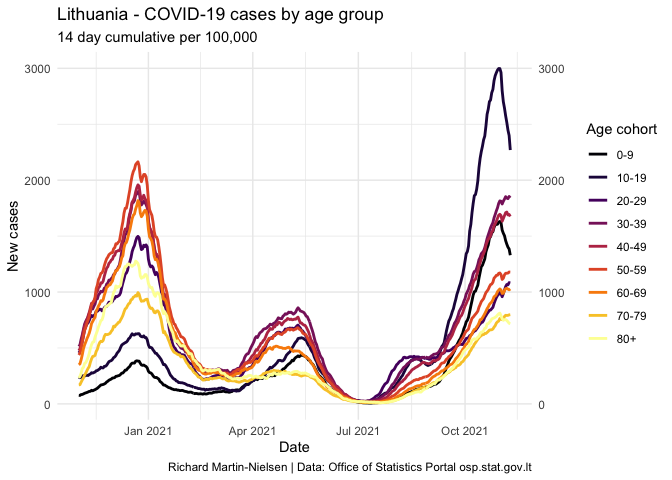 Lithuania - COVID-19 cases by age group
14 day cumulative per 100,000
3000
2000
1000
0
New cases
3000
2000
1000
0
Jan 2021
Apr 2021
Jul 2021
Oct 2021
Date
Age cohort
0-9
10-19
20-29
30-39
40-49
50-59
60-69
70-79
80+
Richard Martin-Nielsen | Data: Office of Statistics Portal osp.stat.gov.lt